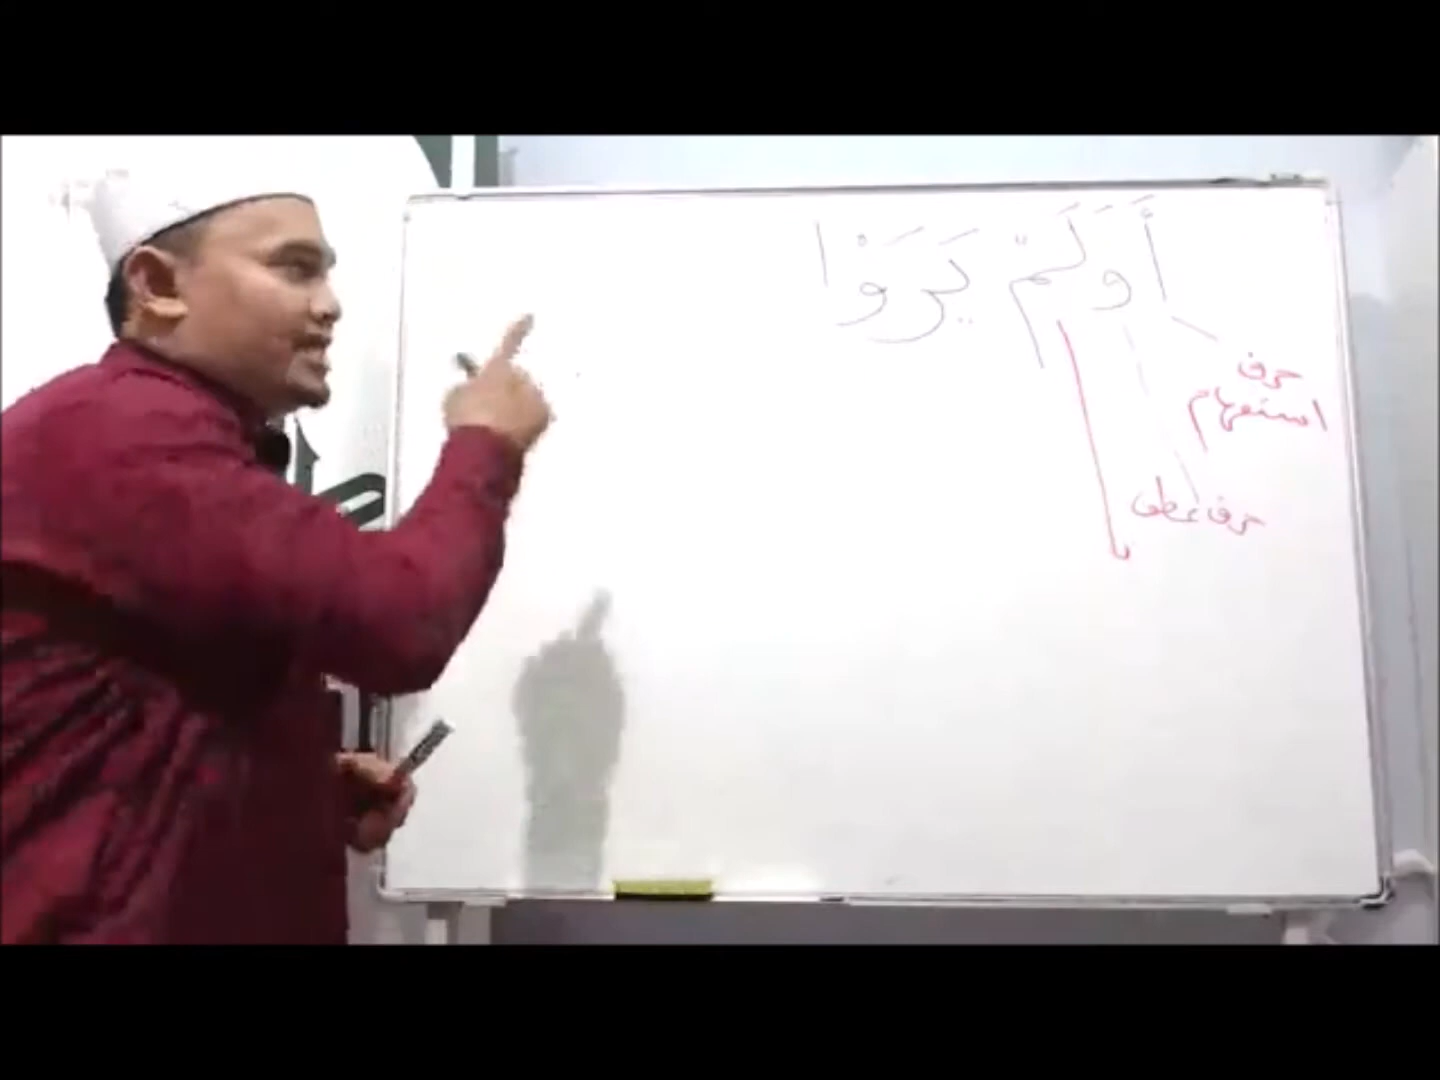 أَوَلَمْ يَرَوْا
حرف
استفهام
حرف عطف